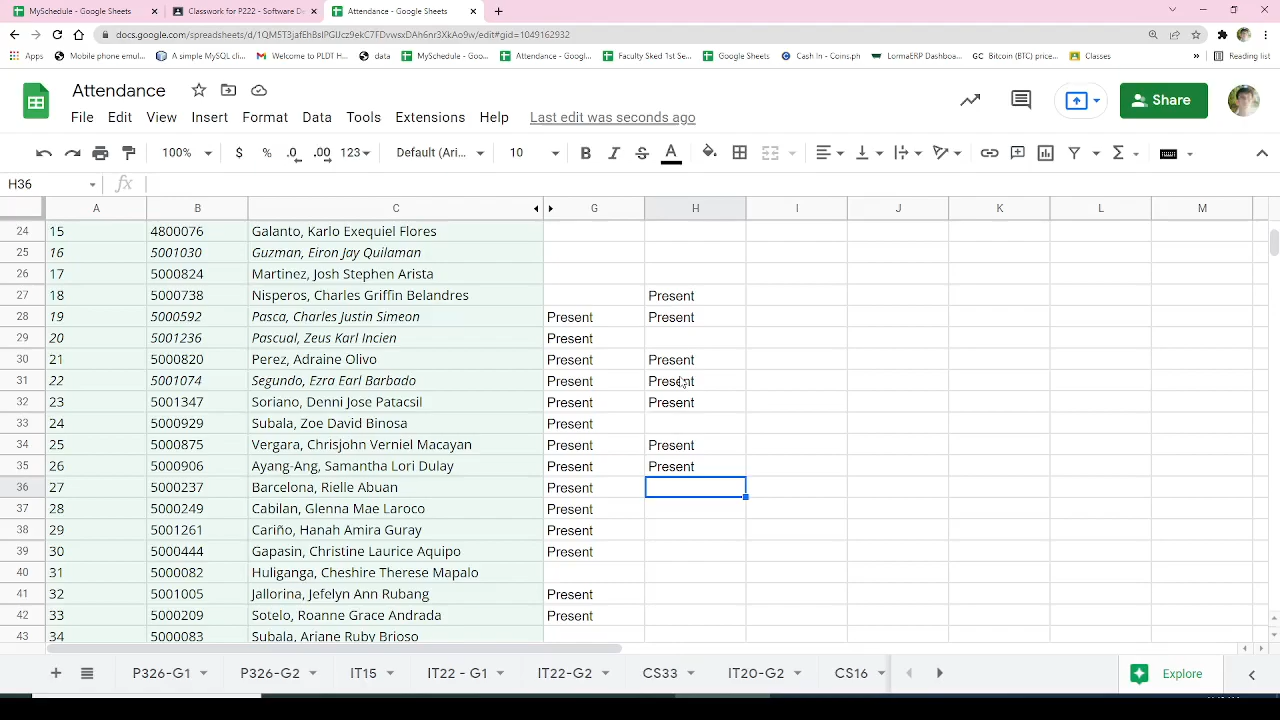 MySchedule - Google Sheets
Classwork for P222 - Software De
Attendance - Google Sheets
docs.google.com/spreadsheets/d/1QM5T3jafEhBsIPGlJcz9ekC7FDvwsxDAh6nr3XkAo9w/edit#gid=1049162932
Apps Mobile phone emul... A simple MySQL cli... Welcome to PLDT H... data MySchedule - Goog... Attendance - Googl... Faculty Sked 1st Se... Google Sheets Cash In - Coins.ph LormaERP Dashboa... GC Bitcoin (BTC) price... Classes » Reading list
Attendance
Share
File Edit View Insert Format Data Tools Extensions Help Last edit was seconds ago
100% $ % .0 .00 123 Default (Ari... 10 B I S A
H36 fx
A B C G H I J K L M
24 15 4800076 Galanto, Karlo Exequiel Flores
25 16 5001030 Guzman, Eiron Jay Quilaman
26 17 5000824 Martinez, Josh Stephen Arista
27 18 5000738 Nisperos, Charles Griffin Belandres Present
28 19 5000592 Pasca, Charles Justin Simeon Present Present
29 20 5001236 Pascual, Zeus Karl Incien Present
30 21 5000820 Perez, Adraine Olivo Present Present
31 22 5001074 Segundo, Ezra Earl Barbado Present Present
32 23 5001347 Soriano, Denni Jose Patacsil Present Present
33 24 5000929 Subala, Zoe David Binosa Present
34 25 5000875 Vergara, Chrisjohn Verniel Macayan Present Present
35 26 5000906 Ayang-Ang, Samantha Lori Dulay Present Present
36 27 5000237 Barcelona, Rielle Abuan Present
37 28 5000249 Cabilan, Glenna Mae Laroco Present
38 29 5001261 Cariño, Hanah Amira Guray Present
39 30 5000444 Gapasin, Christine Laurice Aquipo Present
40 31 5000082 Huliganga, Cheshire Therese Mapalo
41 32 5001005 Jallorina, Jefelyn Ann Rubang Present
42 33 5000209 Sotelo, Roanne Grace Andrada Present
43 34 5000083 Subala, Ariane Ruby Brioso
P326-G1 P326-G2 IT15 IT22 - G1 IT22-G2 CS33 IT20-G2 CS16 Explore